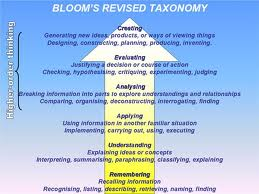 BLOOM'S REVISED TAXONOMY
Higher-order thinking
Creating
Generating new ideas, products, or ways of viewing things
Designing, constructing, planning, producing, inventing.
Evaluating
Justifying a decision or course of action
Checking, hypothesising, critiquing, experimenting, judging
Analysing
Breaking information into parts to explore understandings and relationships
Comparing, organising, deconstructing, interrogating, finding
Applying
Using information in another familiar situation
Implementing, carrying out, using, executing
Understanding
Explaining ideas or concepts
Interpreting, summarising, paraphrasing, classifying, explaining
Remembering
Recalling information
Recognising, listing, describing, retrieving, naming, finding